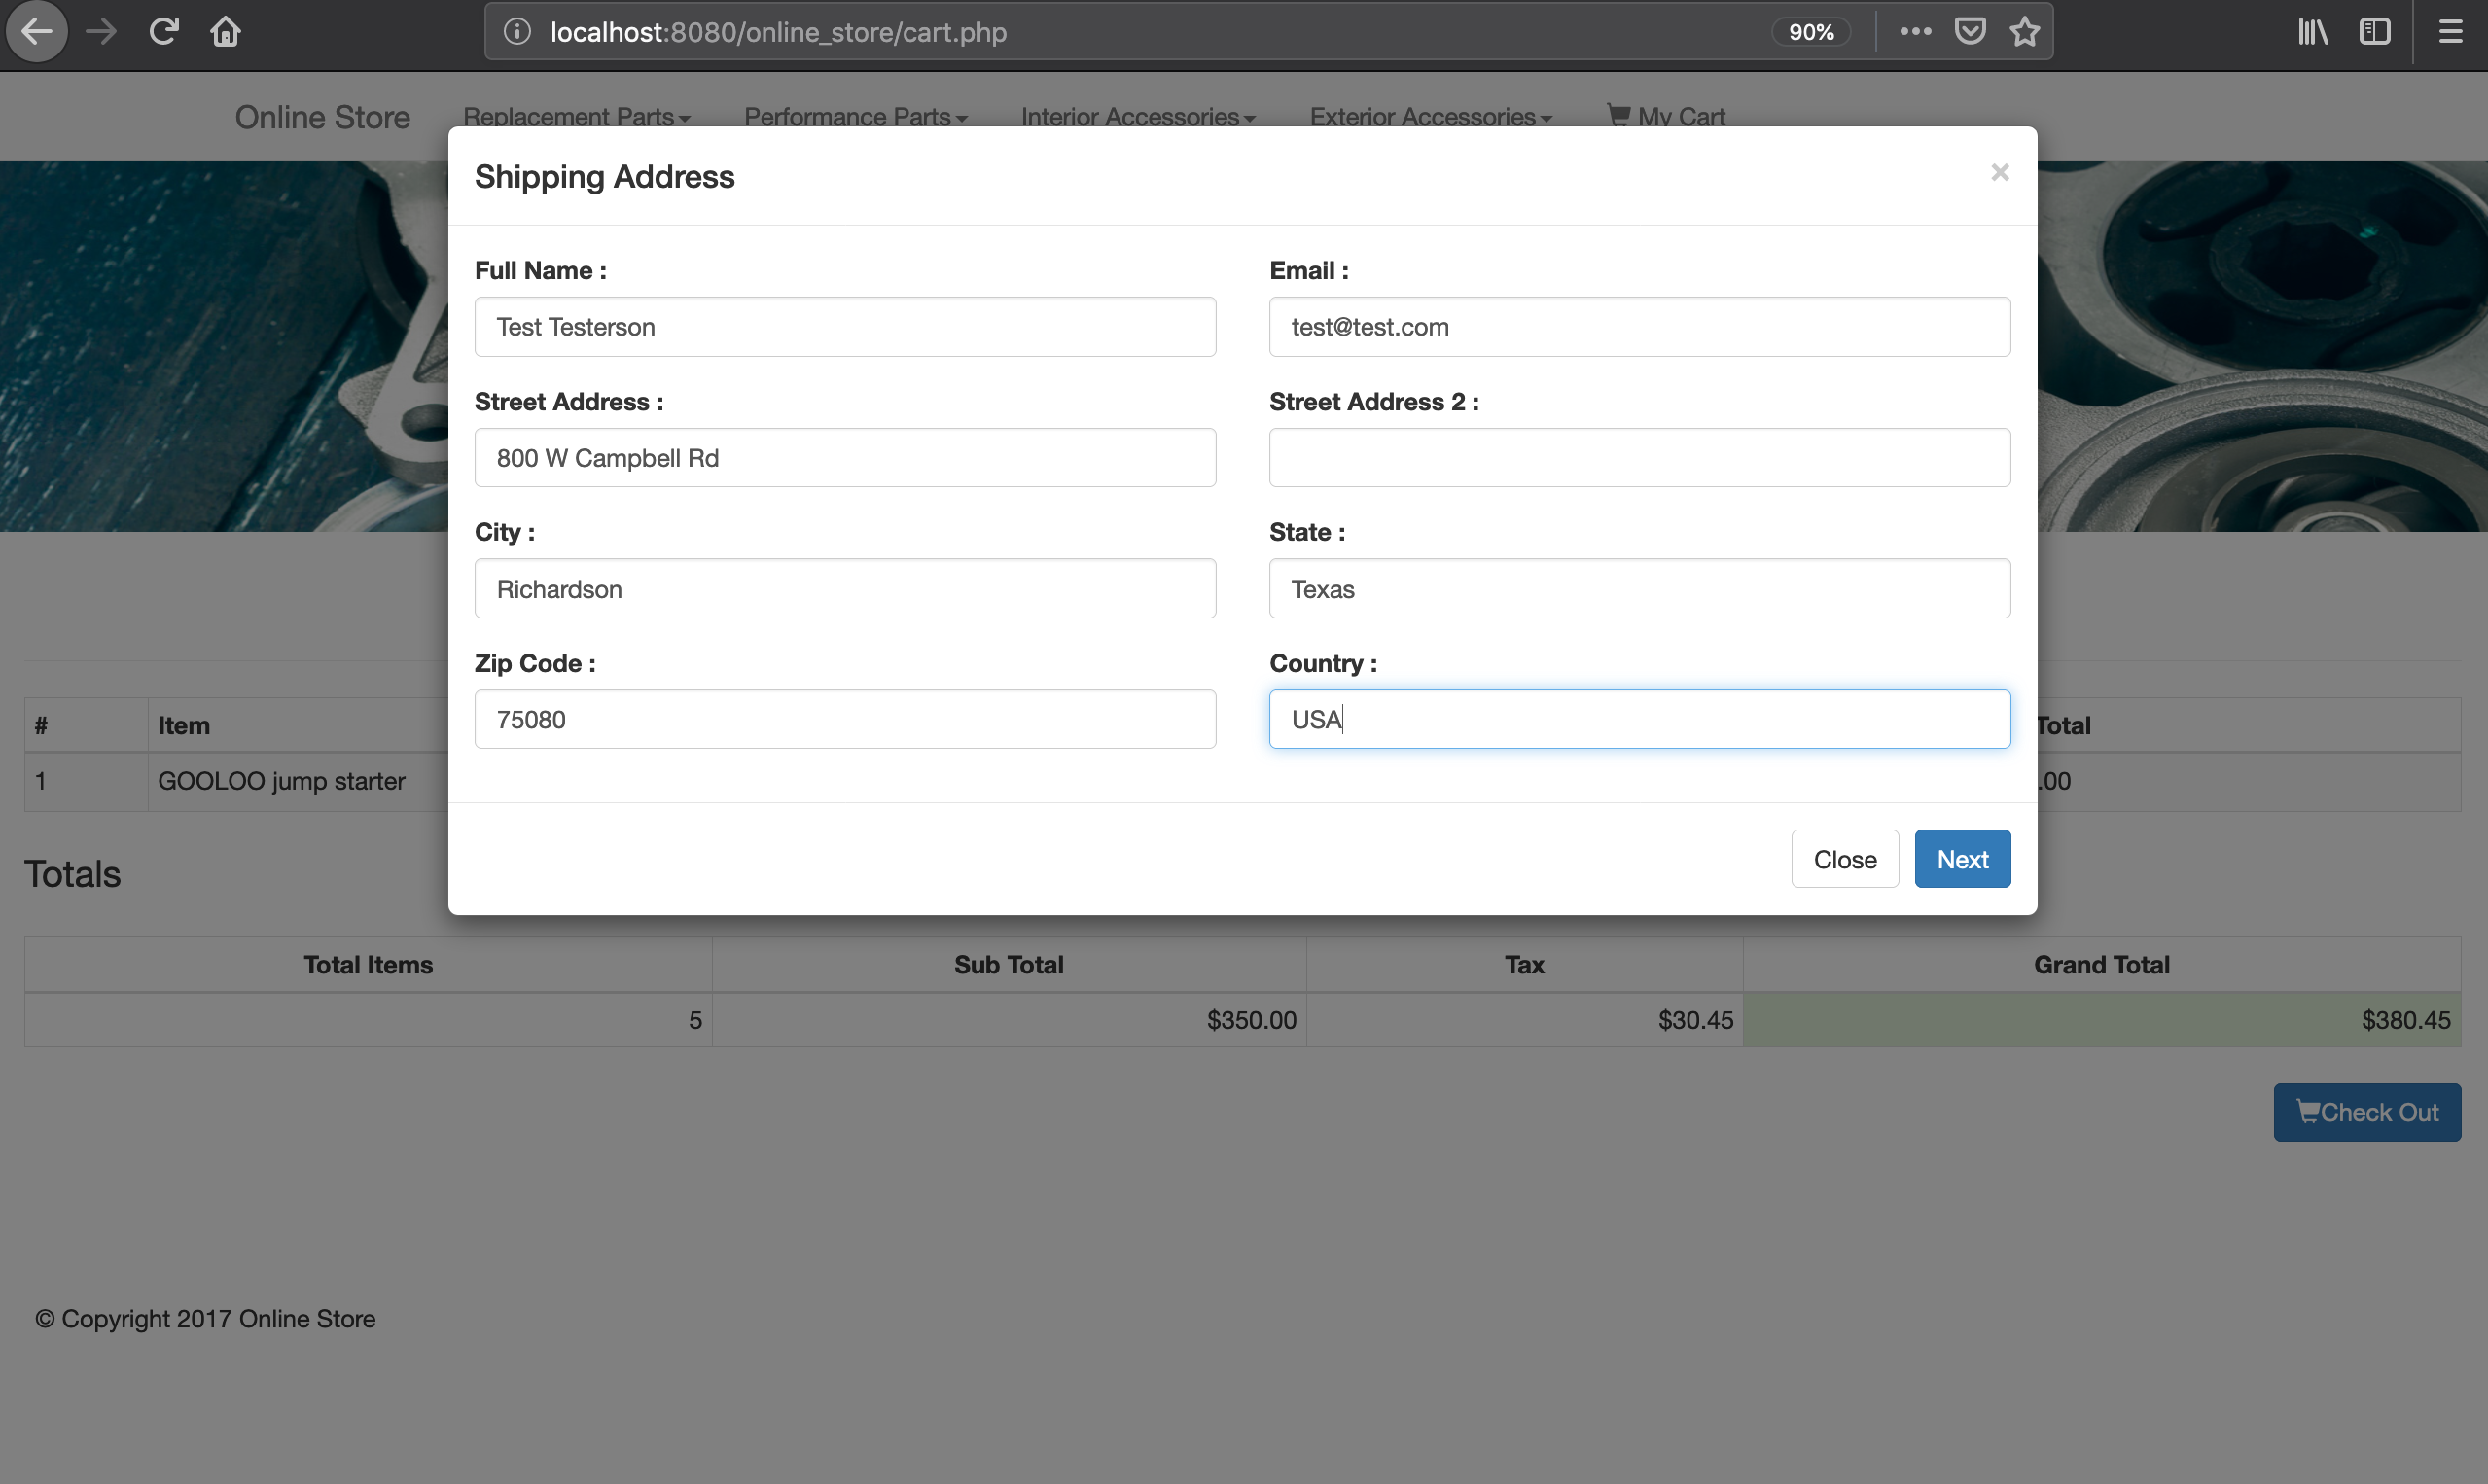 localhost:8080/online_store/cart.php 90%
Online Store Replacement Parts Performance Parts Interior Accessories Exterior Accessories My Cart
Shipping Address ×
Full Name : Email :
Test Testerson test@test.com
Street Address : Street Address 2 :
800 W Campbell Rd
City : State :
Richardson Texas
Zip Code : Country :
75080 USA
# Item Total
1 GOOLOO jump starter .00
Close Next
Totals
Total Items Sub Total Tax Grand Total
5 $350.00 $30.45 $380.45
Check Out
© Copyright 2017 Online Store